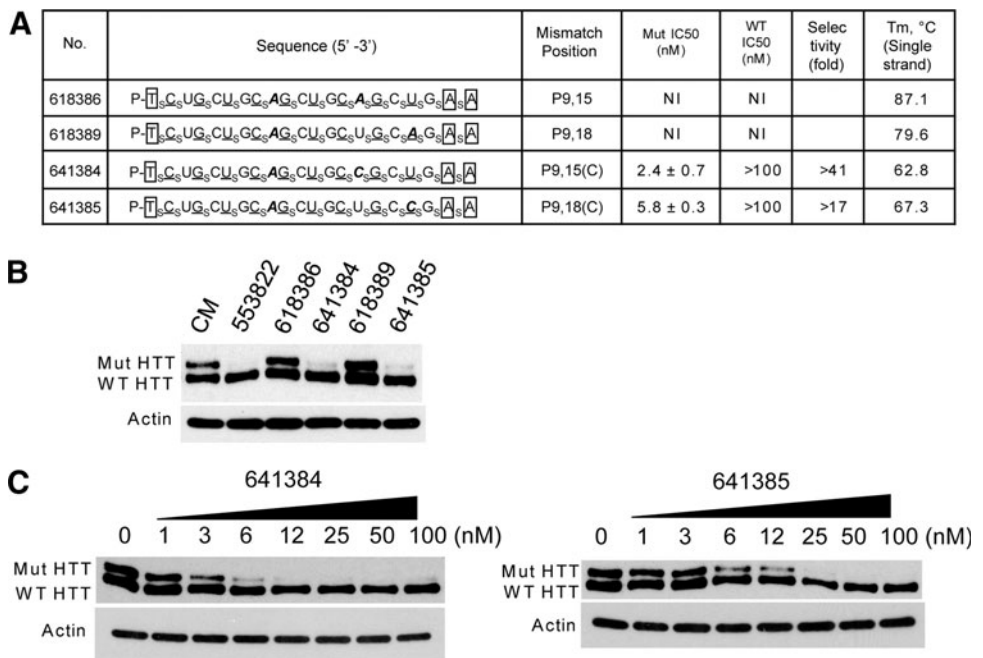 A
No.
Sequence (5' -3')
Mismatch Position
Mut IC50 (nM)
WT IC50 (nM)
Selec tivity (fold)
Tm, °C (Single strand)
618386
P-TsCsUGsCUsGCsAGsCUsGCsAsGsCsUsGsAsA
P9,15
NI
NI
87.1
618389
P-TsCsUGsCUsGCsAGsCUsGCsUsGsCsAsGsAsA
P9,18
NI
NI
79.6
641384
P-TsCsUGsCUsGCsAGsCUsGCsCsGsCsUsGsAsA
P9,15(C)
2.4 ± 0.7
>100
>41
62.8
641385
P-TsCsUGsCUsGCsAGsCUsGCsUsGsCsCsGsAsA
P9,18(C)
5.8 ± 0.3
>100
>17
67.3
B
CM 553822 618386 641384 618389 641385
Mut HTT
WT HTT
Actin
C
641384
0 1 3 6 12 25 50 100 (nM)
Mut HTT
WT HTT
Actin
641385
0 1 3 6 12 25 50 100 (nM)
Mut HTT
WT HTT
Actin